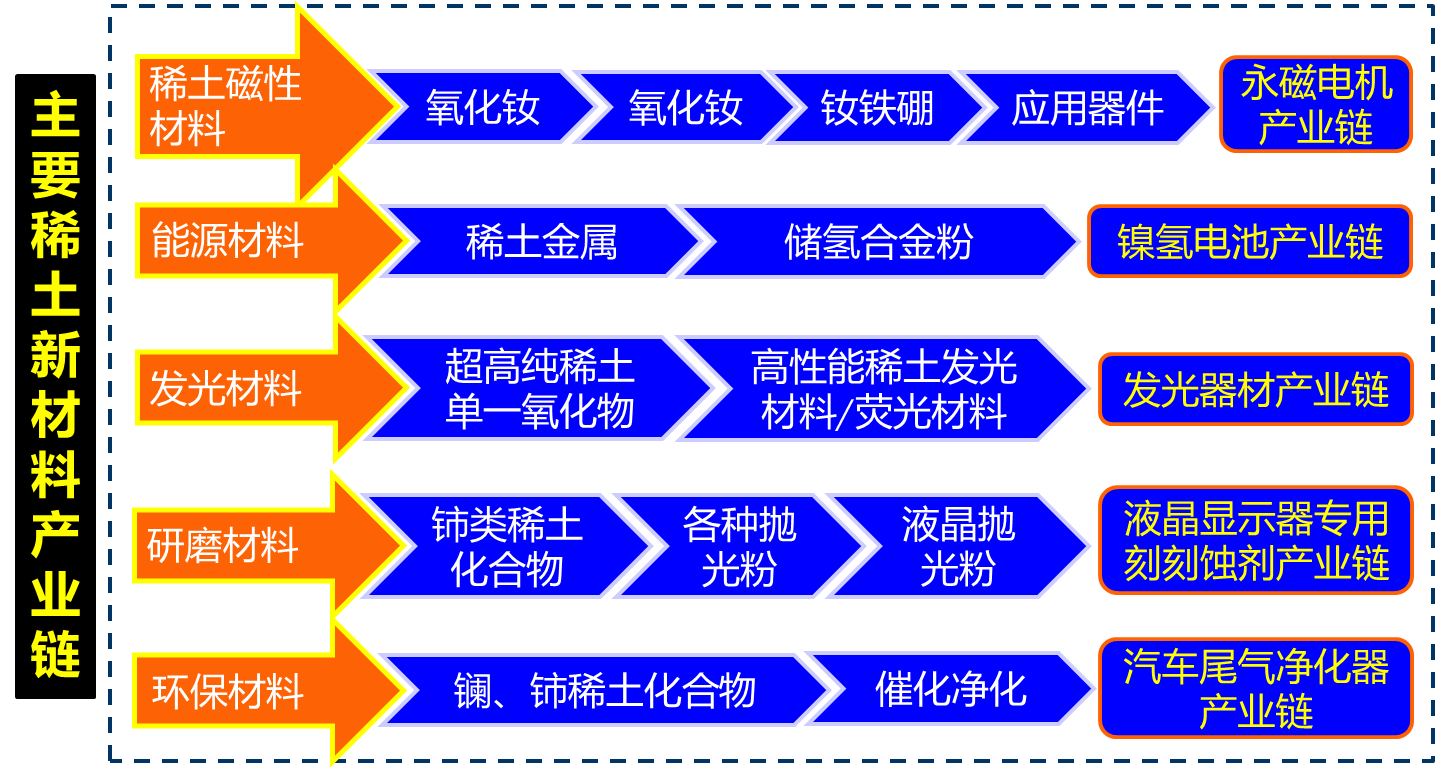 主要稀土新材料产业链
稀土磁性
材料
氧化钕
氧化钕
钕铁硼
应用器件
永磁电机
产业链
能源材料
稀土金属
储氢合金粉
镍氢电池产业链
发光材料
超高纯稀土
单一氧化物
高性能稀土发光
材料/荧光材料
发光器材产业链
研磨材料
铈类稀土
化合物
各种抛
光粉
液晶抛
光粉
液晶显示器专用
刻刻蚀剂产业链
环保材料
镧、铈稀土化合物
催化净化
汽车尾气净化器
产业链